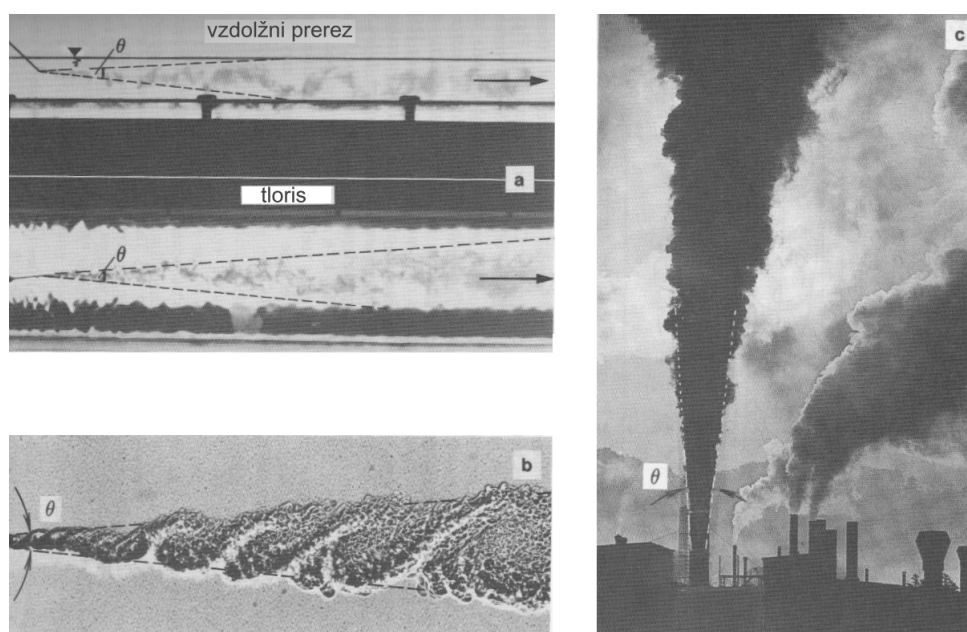 vzdolžni prerez
θ
a
tloris
θ
b
θ
c
θ